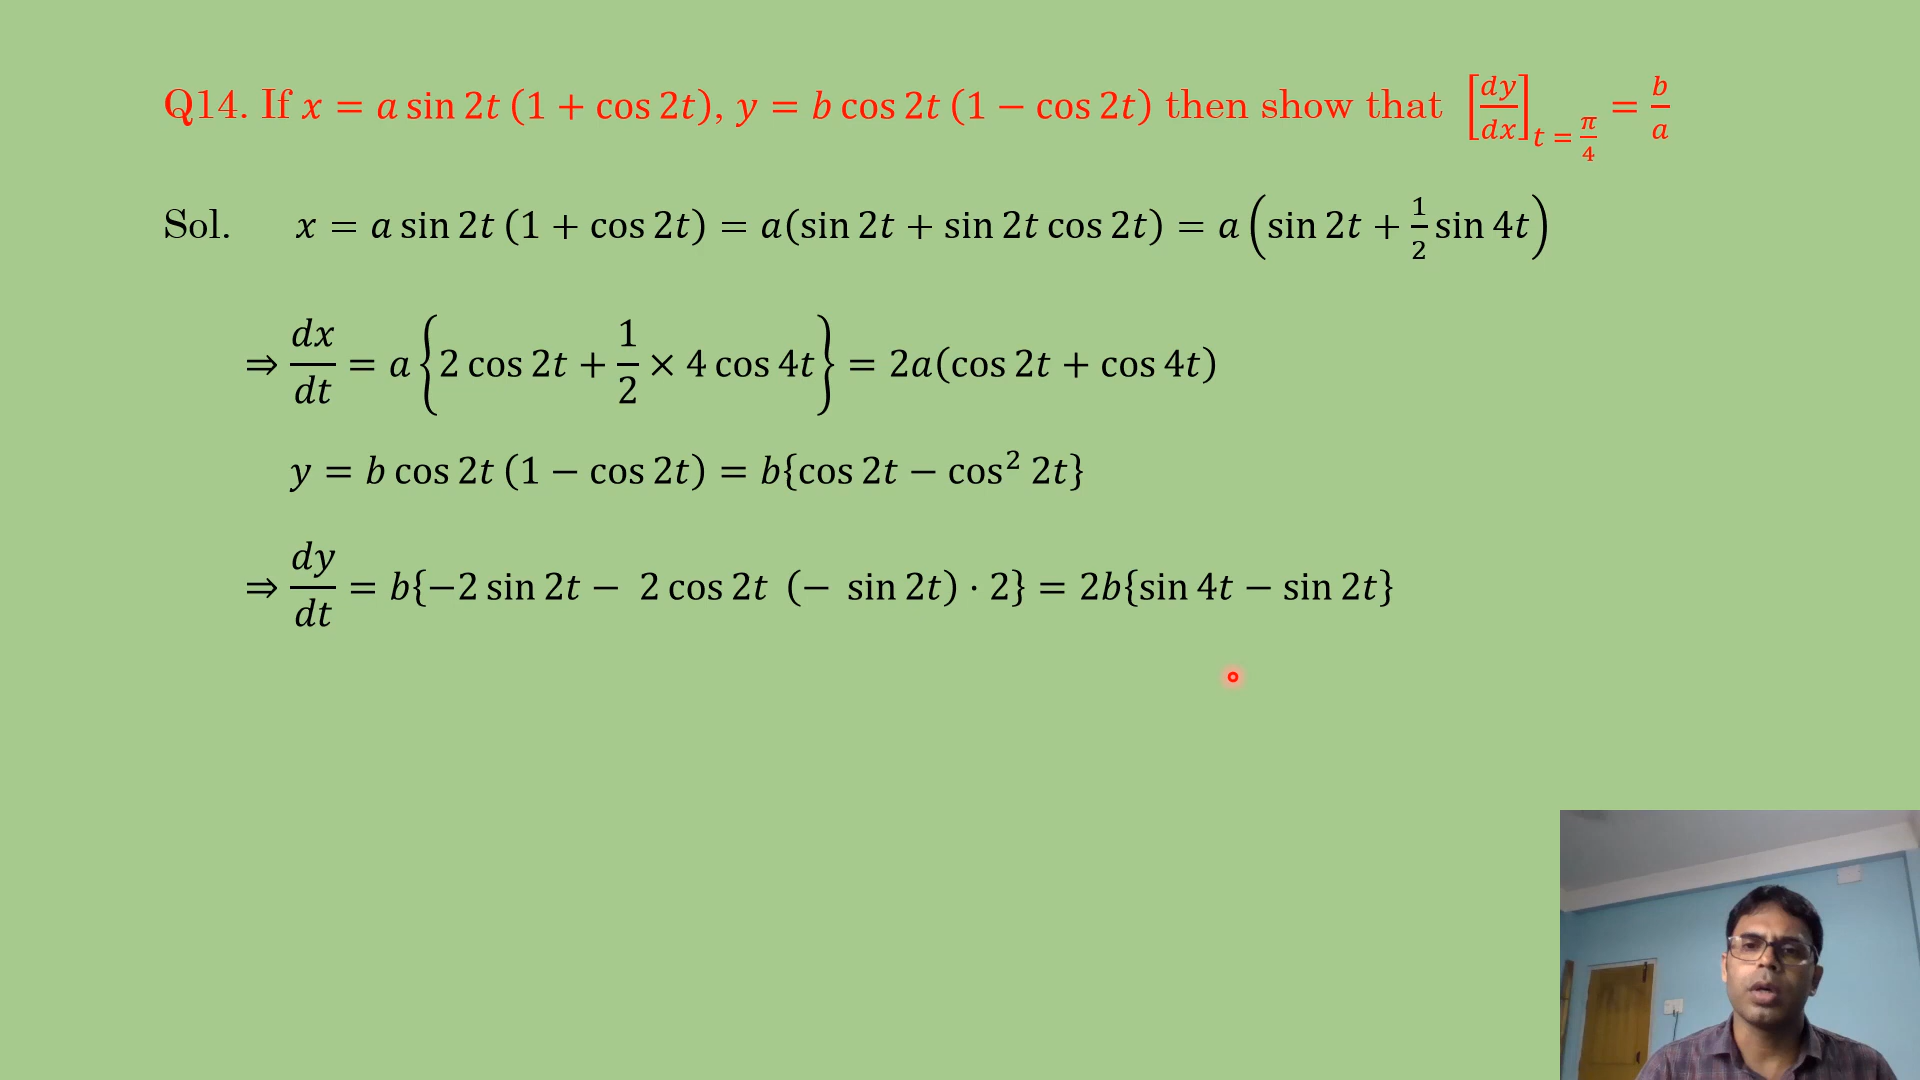 Q14. If x = a sin 2t (1 + cos 2t), y = b cos 2t (1 − cos 2t) then show that [dy/dx]_{t = π/4} = b/a
Sol. x = a sin 2t (1 + cos 2t) = a(sin 2t + sin 2t cos 2t) = a(sin 2t + 1/2 sin 4t)
⇒ dx/dt = a{2 cos 2t + 1/2 × 4 cos 4t} = 2a(cos 2t + cos 4t)
y = b cos 2t (1 − cos 2t) = b{cos 2t − cos² 2t}
⇒ dy/dt = b{−2 sin 2t − 2 cos 2t (− sin 2t) · 2} = 2b{sin 4t − sin 2t}